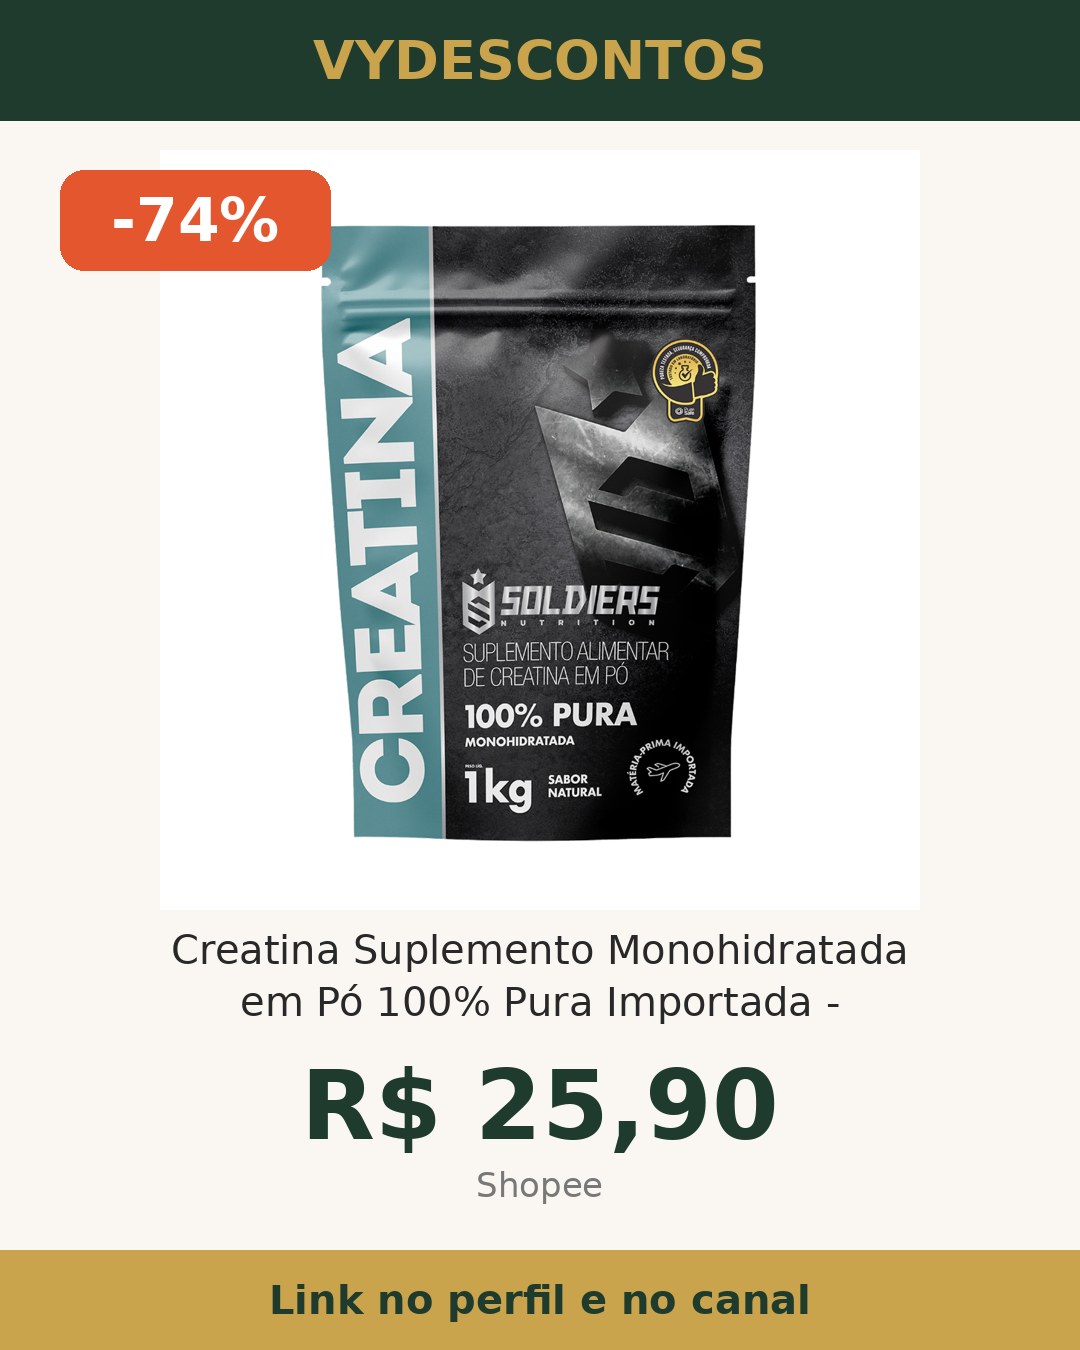 VYDESCONTOS
-74%
CREATINA
SOLDIERS
NUTRITION
SUPLEMENTO ALIMENTAR
DE CREATINA EM PÓ
100% PURA
MONOHIDRATADA
1kg
SABOR
NATURAL
MATÉRIA-PRIMA IMPORTADA
Creatina Suplemento Monohidratada
em Pó 100% Pura Importada -
R$ 25,90
Shopee
Link no perfil e no canal